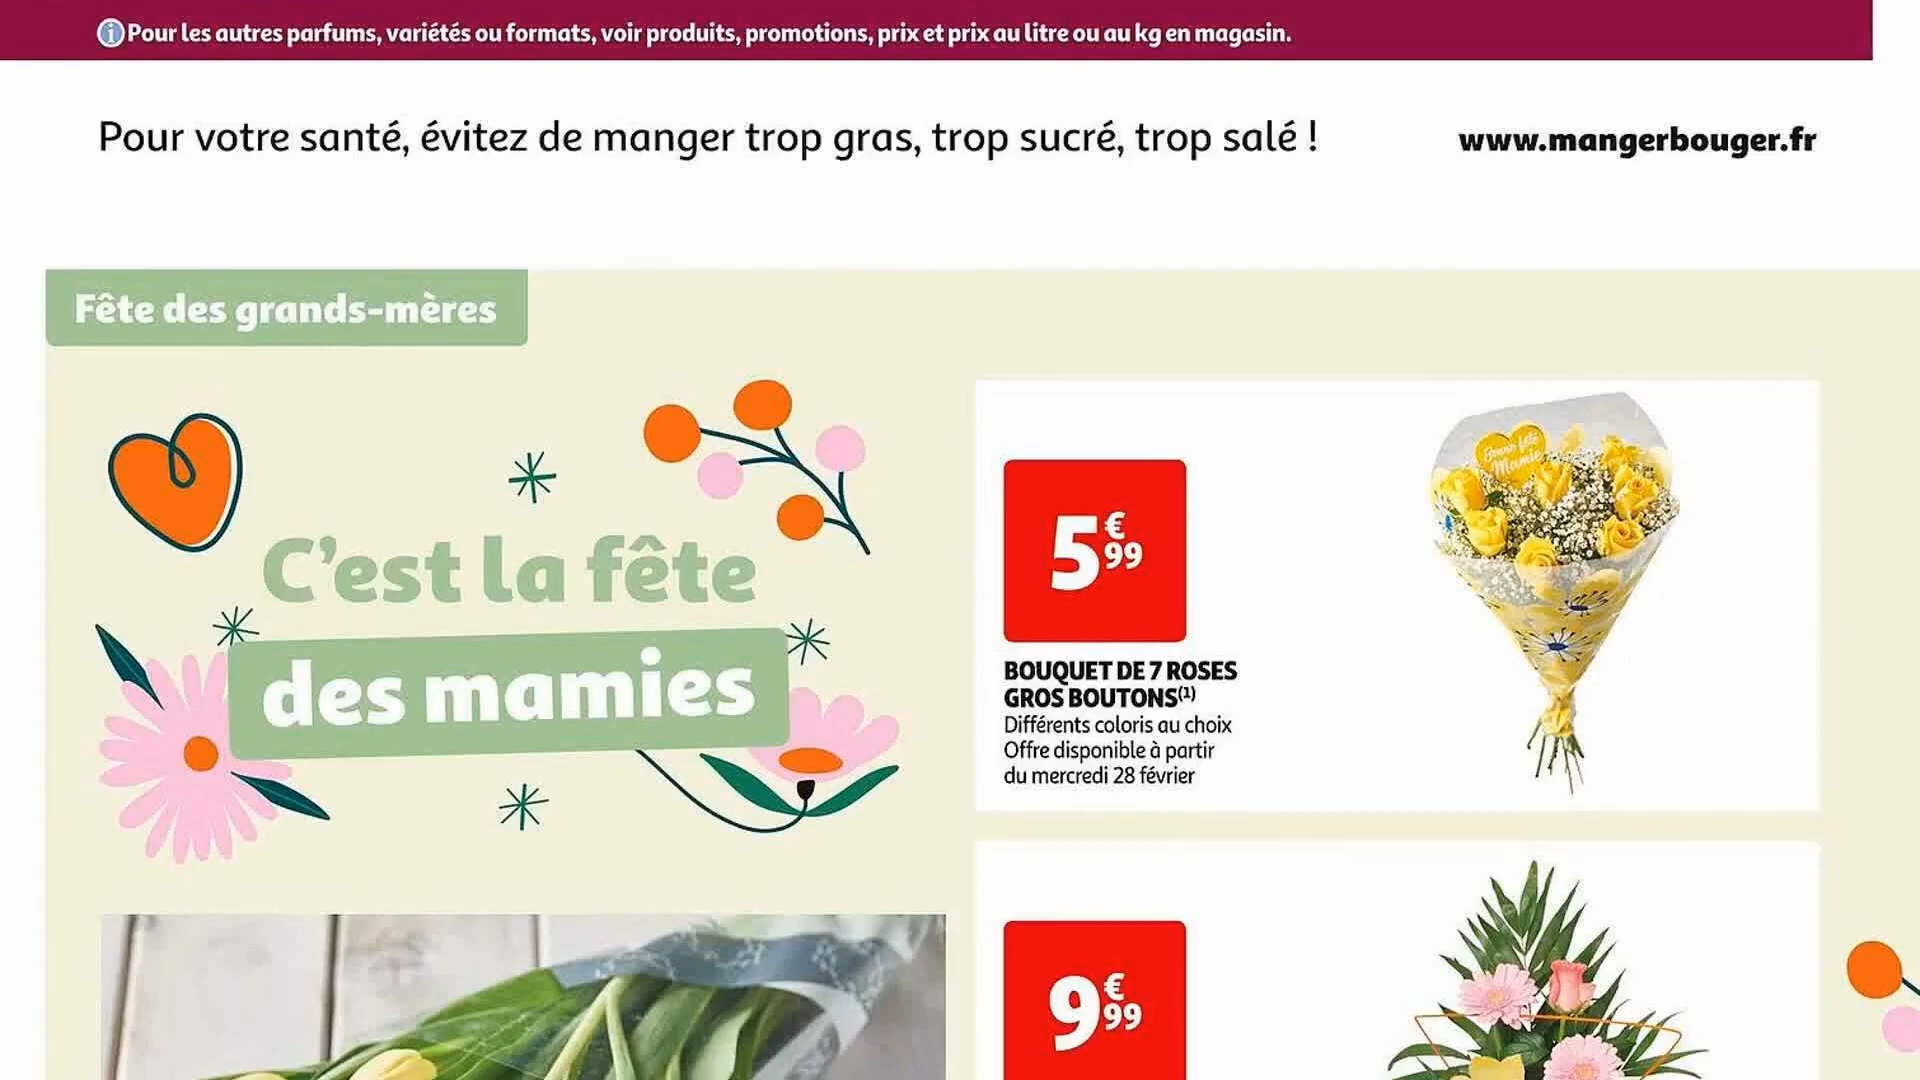 Pour les autres parfums, variétés ou formats, voir produits, promotions, prix et prix au litre ou au kg en magasin.
Pour votre santé, évitez de manger trop gras, trop sucré, trop salé !
www.mangerbouger.fr
Fête des grands-mères
C'est la fête
des mamies
Bonne fête
Mamie
5€99
BOUQUET DE 7 ROSES
GROS BOUTONS(1)
Différents coloris au choix
Offre disponible à partir
du mercredi 28 février
9€99